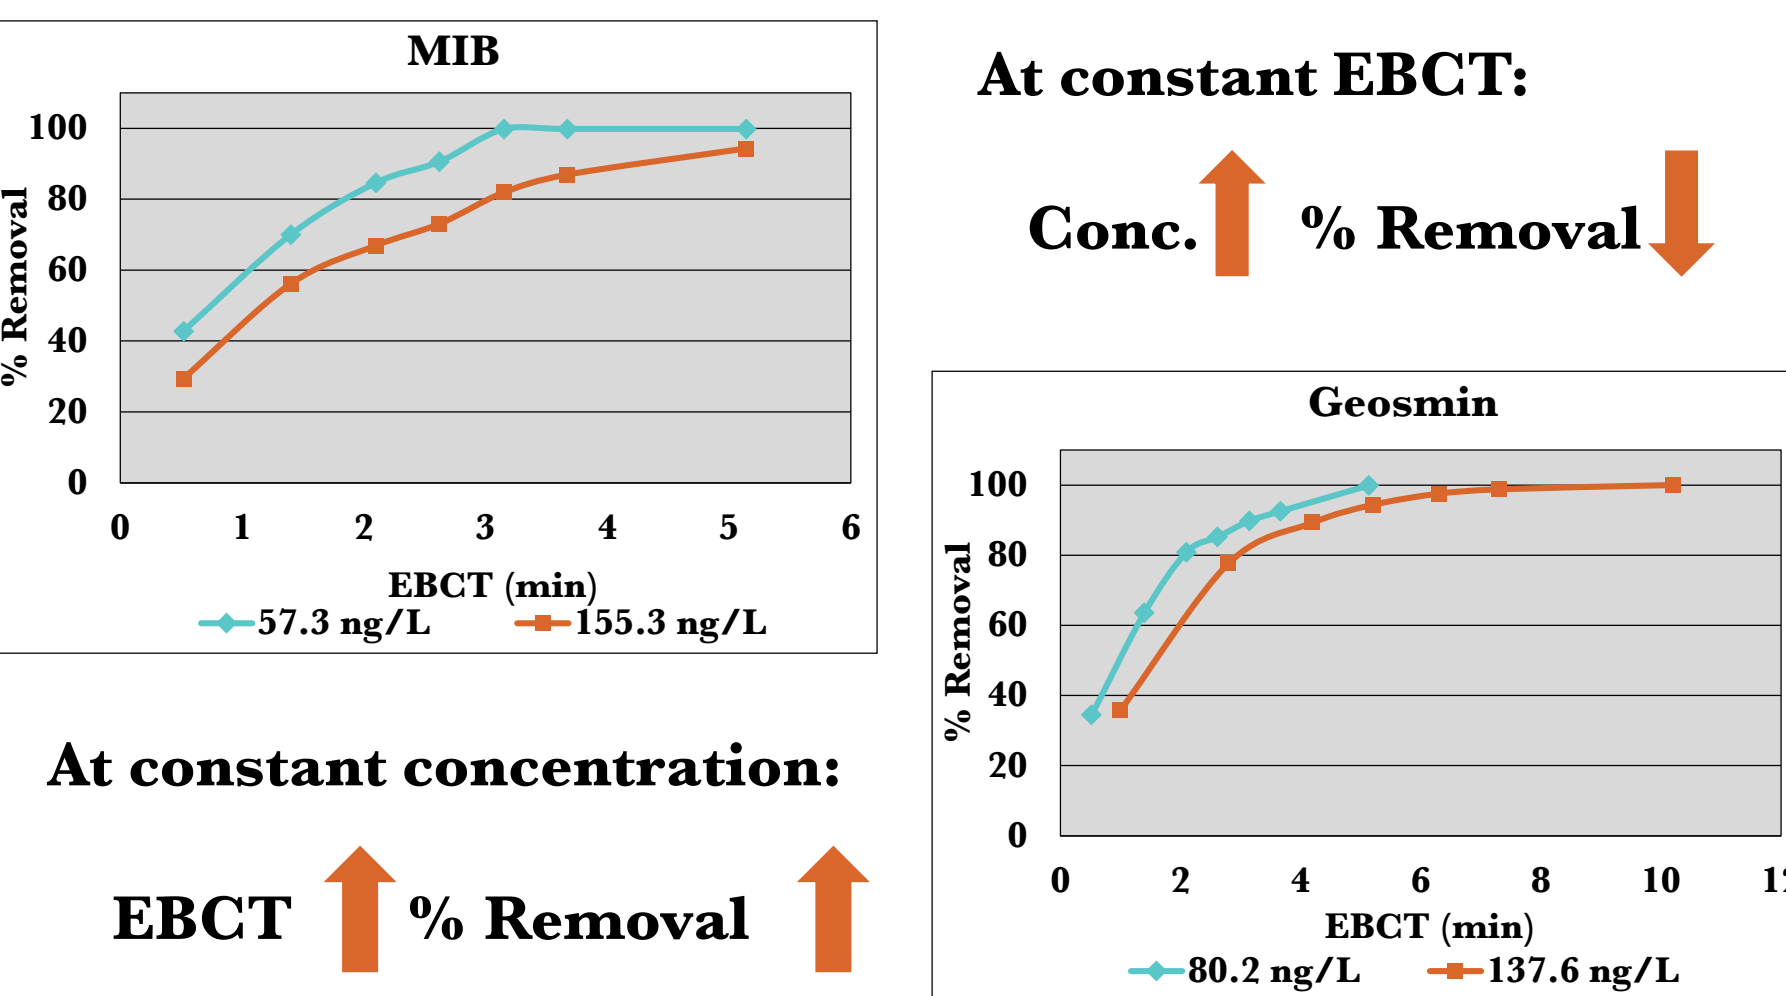 MIB
% Removal
100
80
60
40
20
0
0 1 2 3 4 5 6
EBCT (min)
57.3 ng/L 155.3 ng/L
At constant EBCT:
Conc. % Removal
At constant concentration:
EBCT % Removal
Geosmin
% Removal
100
80
60
40
20
0
0 2 4 6 8 10
EBCT (min)
80.2 ng/L 137.6 ng/L